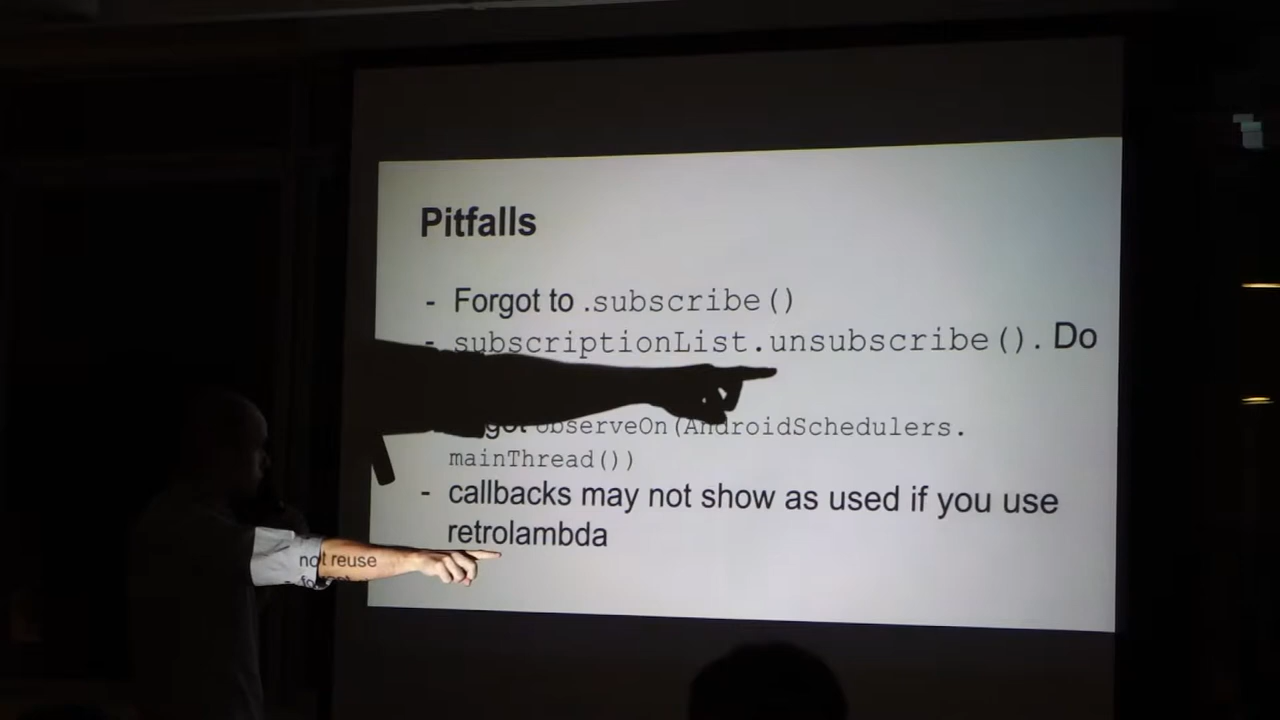 Pitfalls
- Forgot to .subscribe()
- subscriptionList.unsubscribe(). Do
not reuse
forgot observeOn(AndroidSchedulers.
mainThread())
- callbacks may not show as used if you use
retrolambda